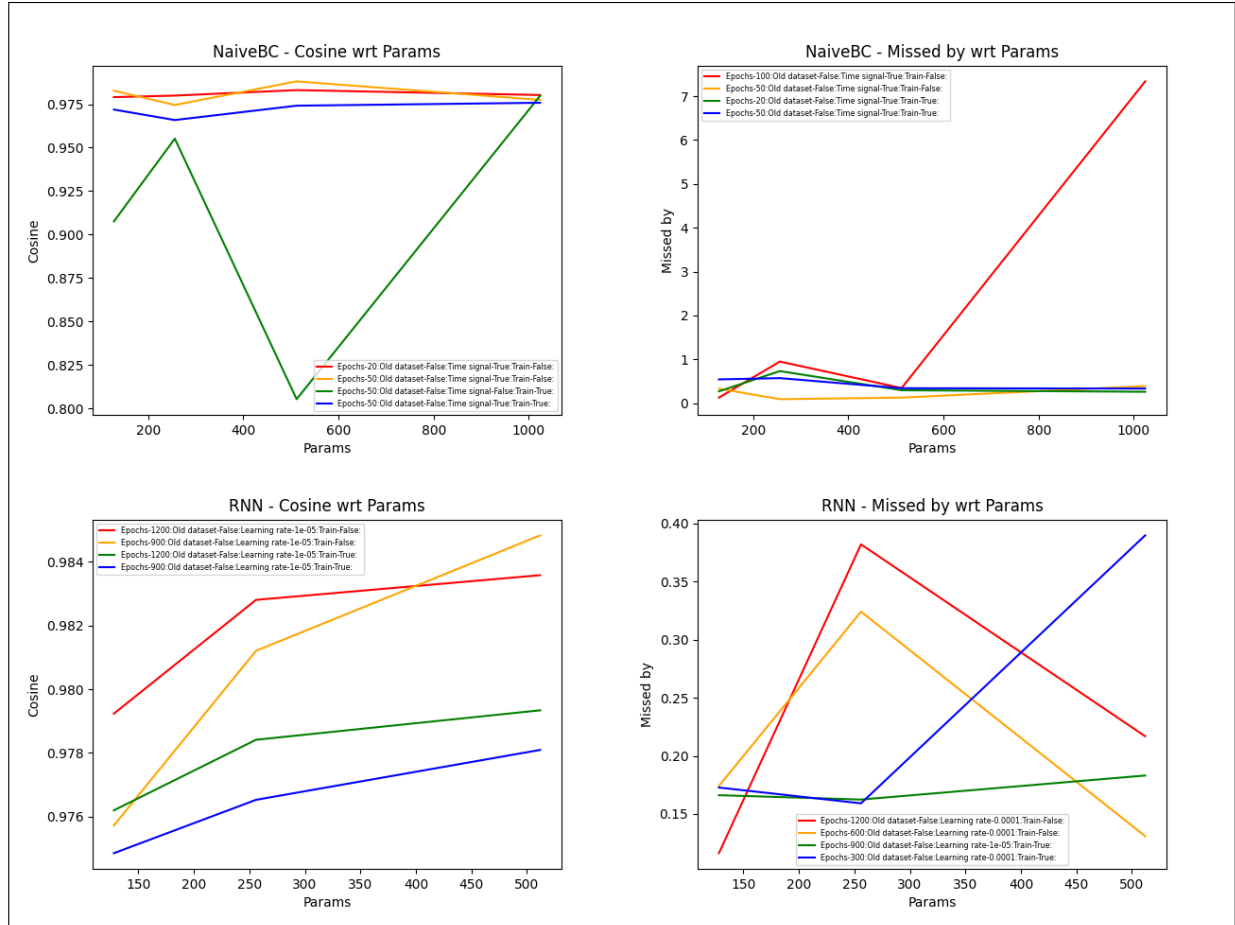 NaiveBC - Cosine wrt Params
0.975
0.950
0.925
0.900
0.875
0.850
0.825
0.800
Cosine
Epochs-20:Old dataset-False:Time signal-True:Train-False:
Epochs-50:Old dataset-False:Time signal-True:Train-False:
Epochs-50:Old dataset-False:Time signal-False:Train-True:
Epochs-50:Old dataset-False:Time signal-True:Train-True:
200 400 600 800 1000
Params
NaiveBC - Missed by wrt Params
Epochs-100:Old dataset-False:Time signal-True:Train-False:
Epochs-50:Old dataset-False:Time signal-True:Train-False:
Epochs-20:Old dataset-False:Time signal-True:Train-True:
Epochs-50:Old dataset-False:Time signal-True:Train-True:
7
6
5
4
3
2
1
0
Missed by
200 400 600 800 1000
Params
RNN - Cosine wrt Params
Epochs-1200:Old dataset-False:Learning rate-1e-05:Train-False:
Epochs-900:Old dataset-False:Learning rate-1e-05:Train-False:
Epochs-1200:Old dataset-False:Learning rate-1e-05:Train-True:
Epochs-900:Old dataset-False:Learning rate-1e-05:Train-True:
0.984
0.982
0.980
0.978
0.976
Cosine
150 200 250 300 350 400 450 500
Params
RNN - Missed by wrt Params
0.40
0.35
0.30
0.25
0.20
0.15
Missed by
Epochs-1200:Old dataset-False:Learning rate-0.0001:Train-False:
Epochs-600:Old dataset-False:Learning rate-0.0001:Train-False:
Epochs-900:Old dataset-False:Learning rate-1e-05:Train-True:
Epochs-300:Old dataset-False:Learning rate-0.0001:Train-True:
150 200 250 300 350 400 450 500
Params